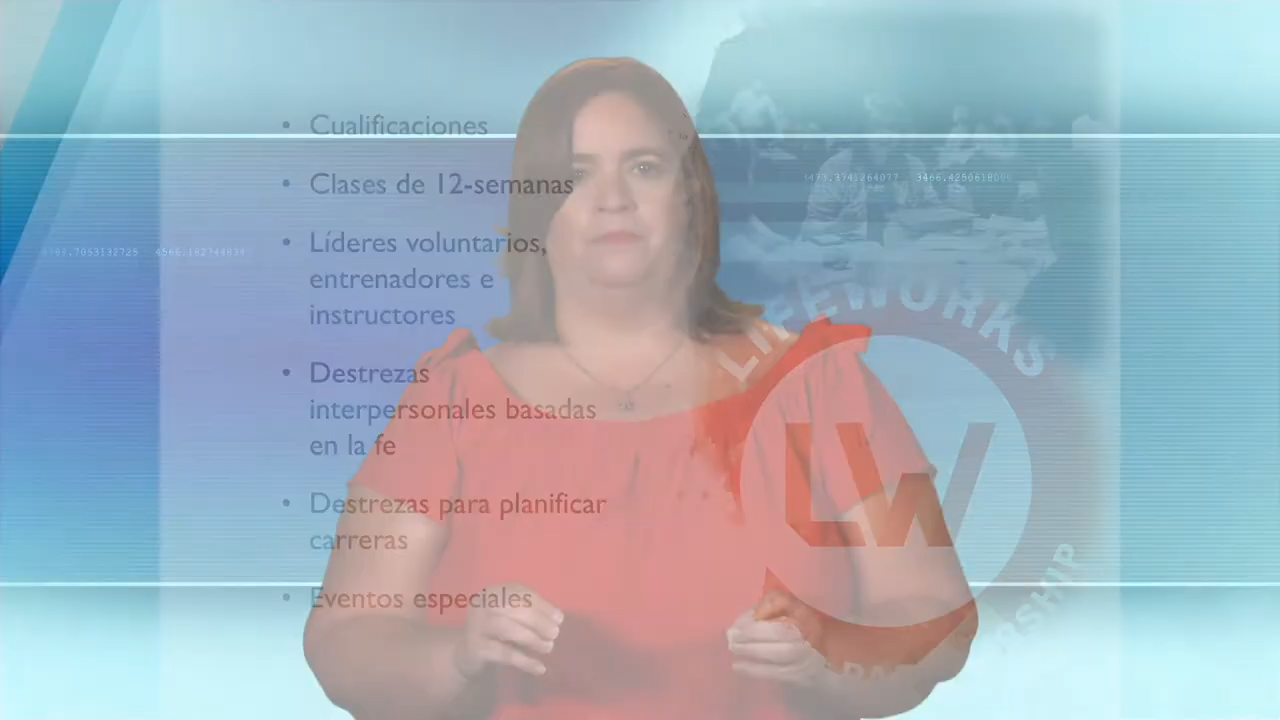 Cualificaciones
Clases de 12-semanas
Líderes voluntarios,
entrenadores e
instructores
Destrezas
interpersonales basadas
en la fe
Destrezas para planificar
carreras
Eventos especiales
LIFEWORKS
LW